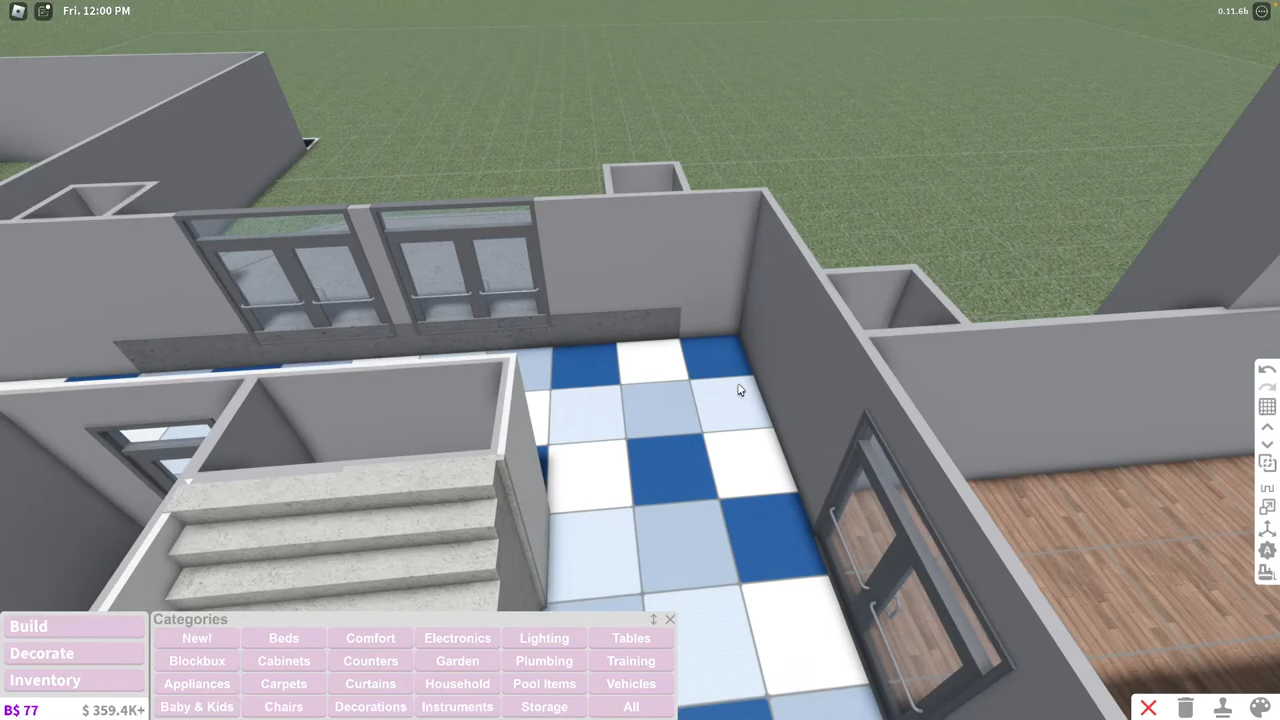 Fri. 12:00 PM
0.11.6b
Build
Decorate
Inventory
B$ 77
$ 359.4K+
Categories
New! Beds Comfort Electronics Lighting Tables
Blockbux Cabinets Counters Garden Plumbing Training
Appliances Carpets Curtains Household Pool Items Vehicles
Baby & Kids Chairs Decorations Instruments Storage All